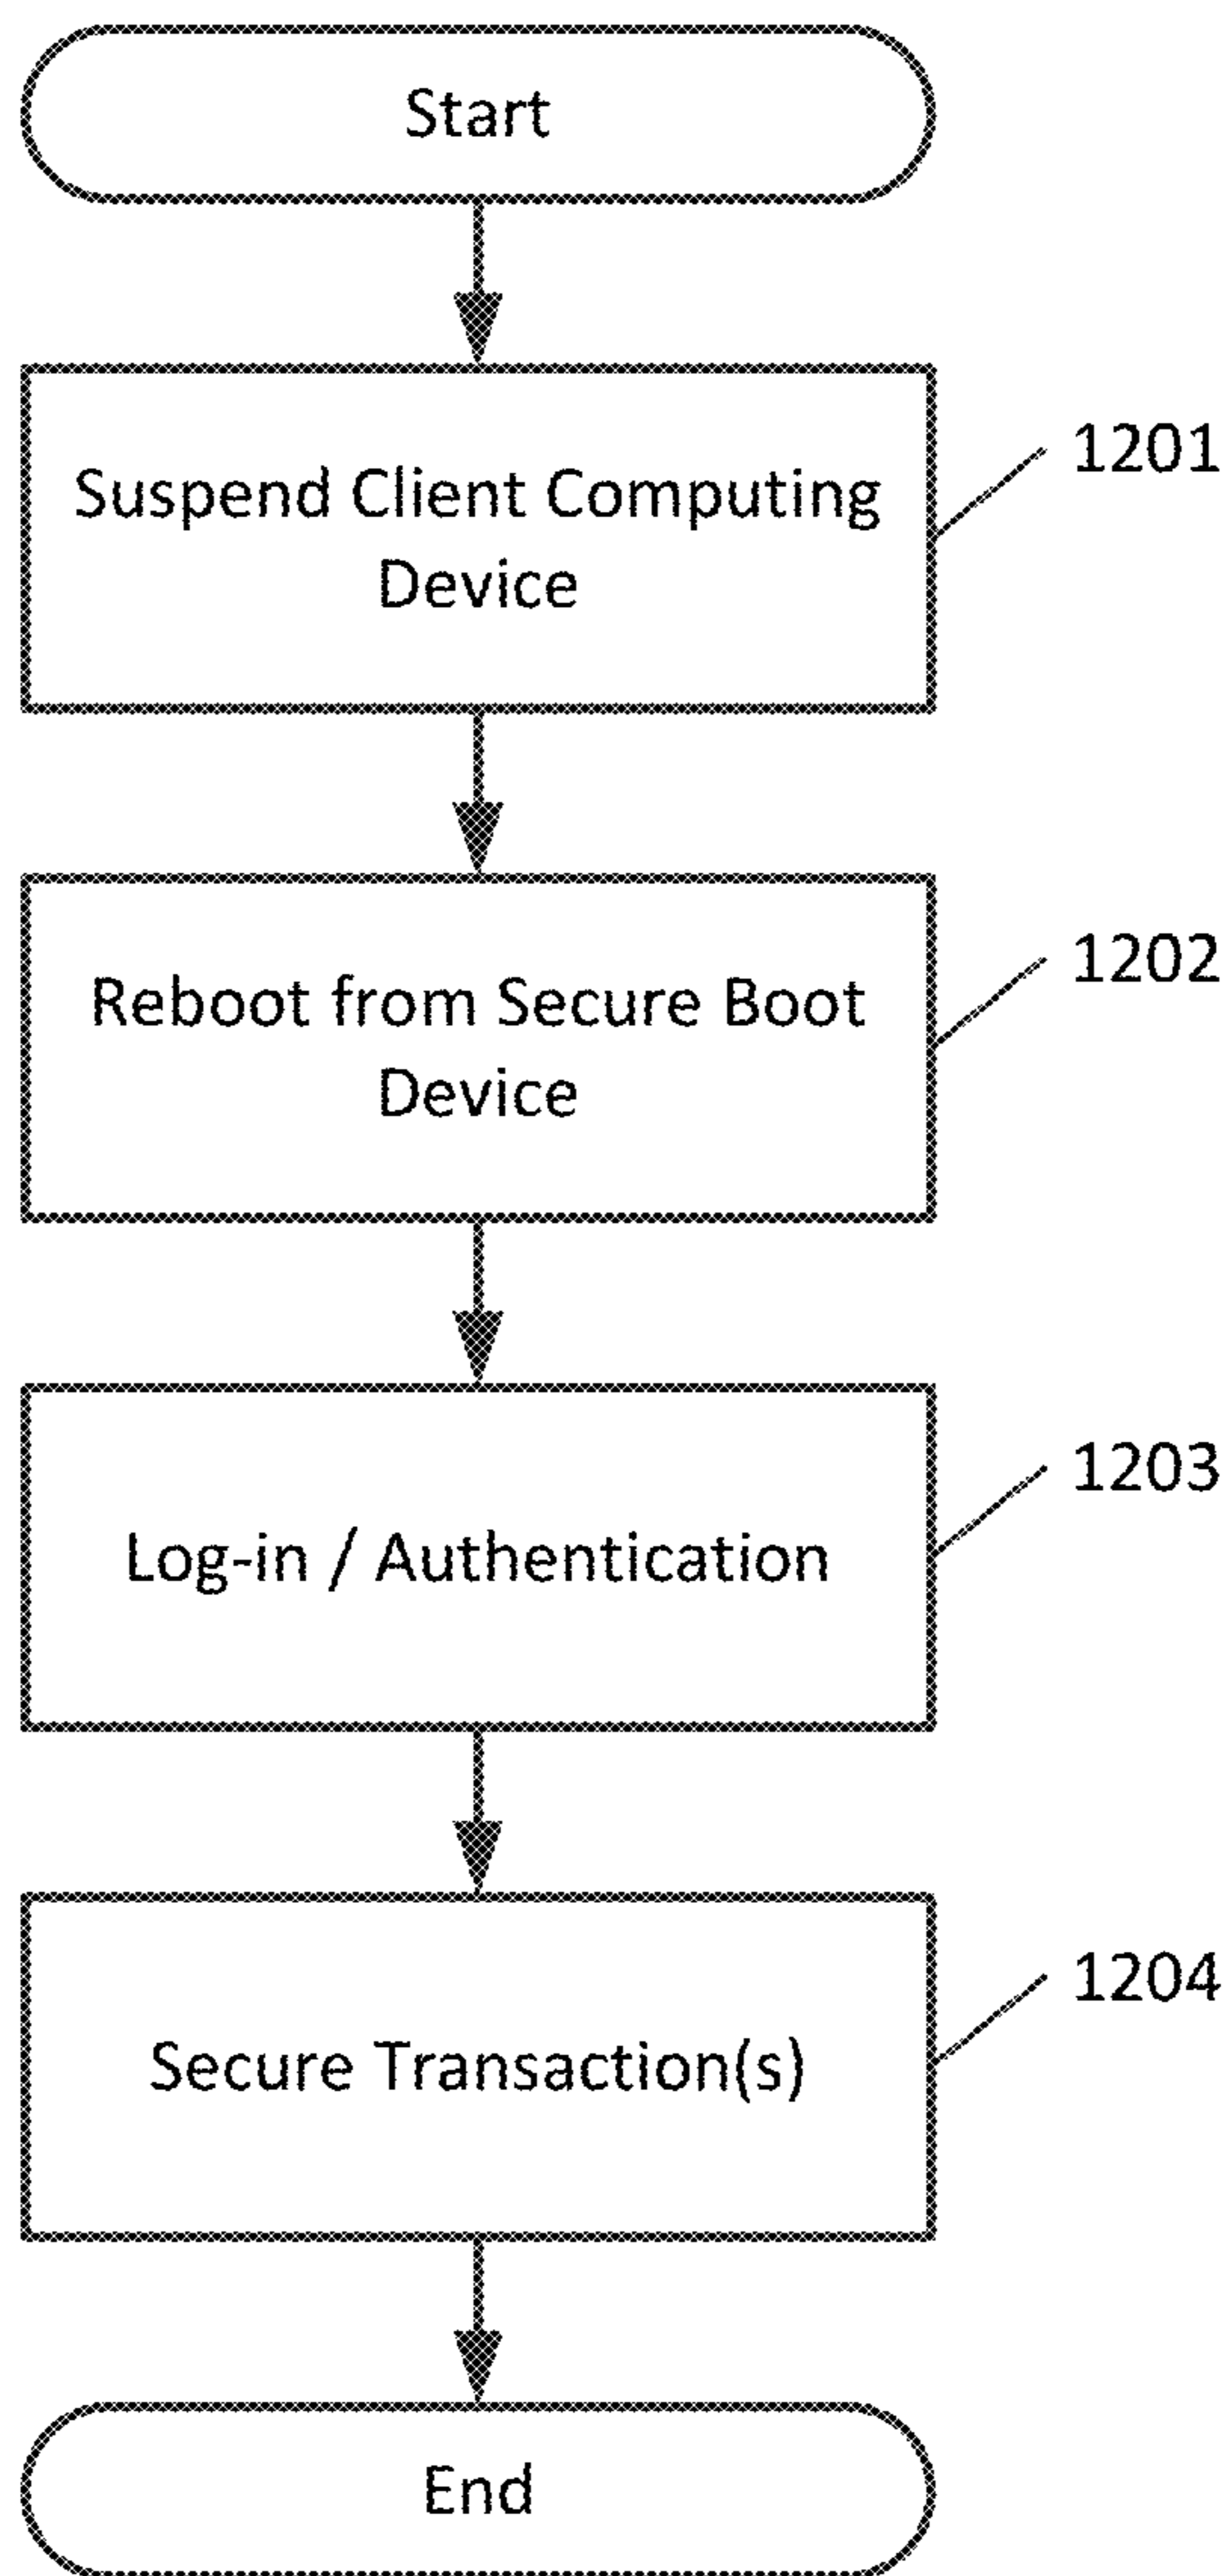 Start
Suspend Client Computing
Device
1201
Reboot from Secure Boot
Device
1202
Log-in / Authentication
1203
Secure Transaction(s)
1204
End